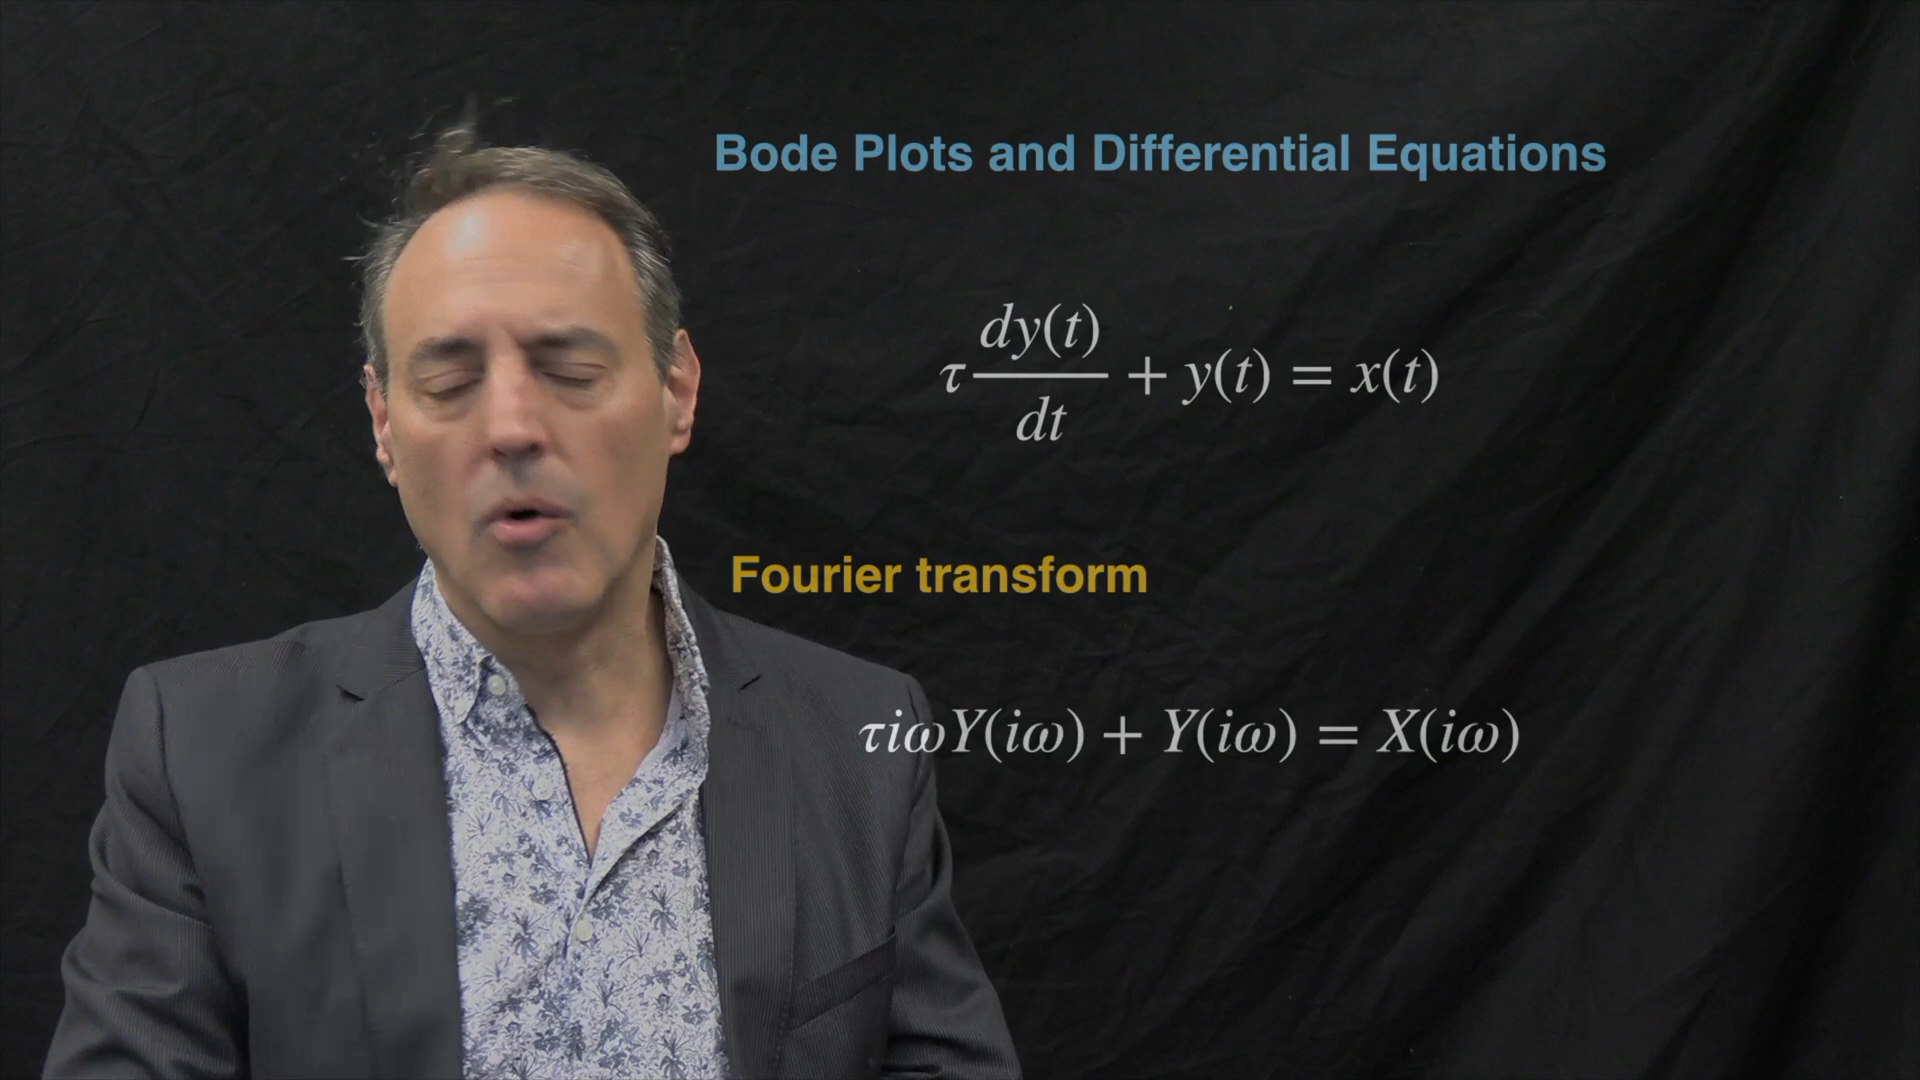 Bode Plots and Differential Equations
τ dy(t)/dt + y(t) = x(t)
Fourier transform
τiωY(iω) + Y(iω) = X(iω)